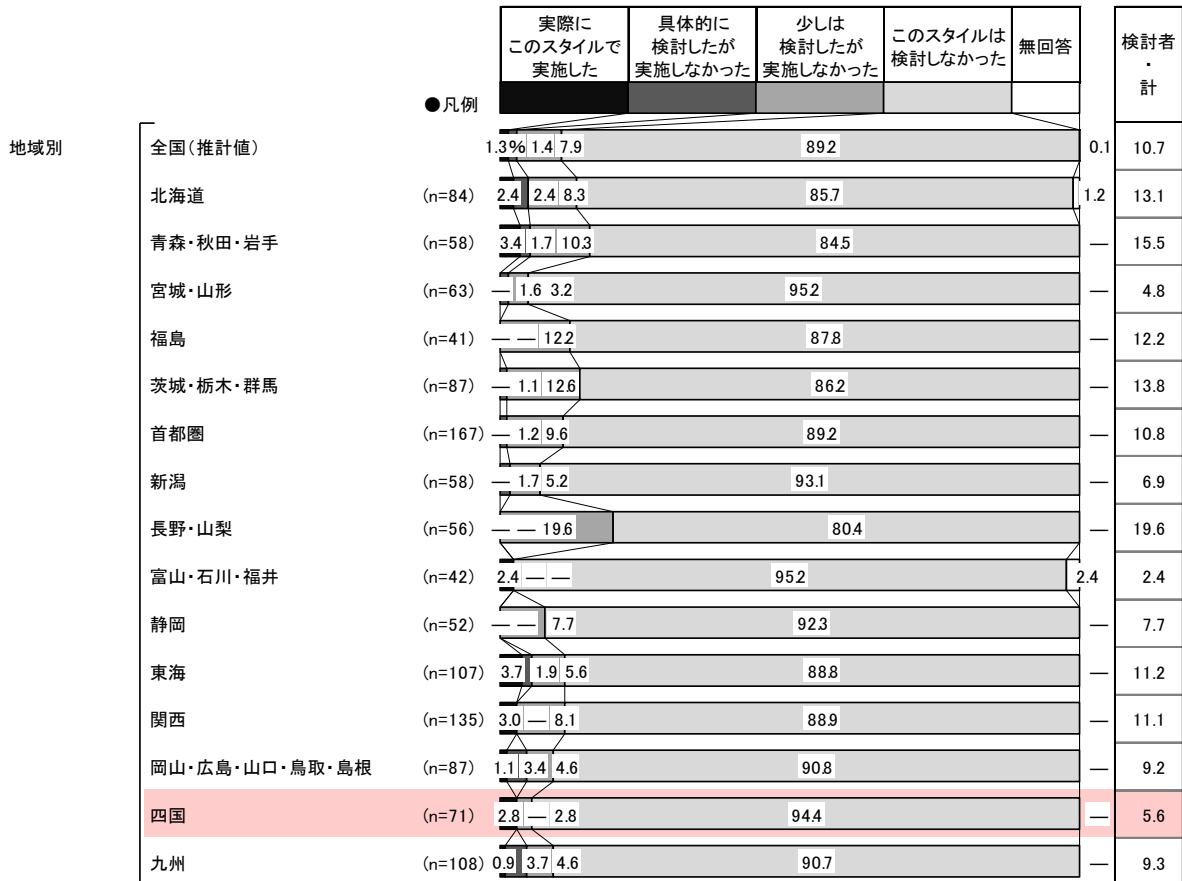 実際に
このスタイルで
実施した
具体的に
検討したが
実施しなかった
少しは
検討したが
実施しなかった
このスタイルは
検討しなかった
無回答
検討者
・
計
●凡例
地域別 全国(推計値) 1.3% 1.4 7.9 89.2 0.1 10.7
北海道 (n=84) 2.4 2.4 8.3 85.7 1.2 13.1
青森・秋田・岩手 (n=58) 3.4 1.7 10.3 84.5 — 15.5
宮城・山形 (n=63) — 1.6 3.2 95.2 — 4.8
福島 (n=41) — — 12.2 87.8 — 12.2
茨城・栃木・群馬 (n=87) — 1.1 12.6 86.2 — 13.8
首都圏 (n=167) — 1.2 9.6 89.2 — 10.8
新潟 (n=58) — 1.7 5.2 93.1 — 6.9
長野・山梨 (n=56) — — 19.6 80.4 — 19.6
富山・石川・福井 (n=42) 2.4 — — 95.2 2.4 2.4
静岡 (n=52) — — 7.7 92.3 — 7.7
東海 (n=107) 3.7 1.9 5.6 88.8 — 11.2
関西 (n=135) 3.0 — 8.1 88.9 — 11.1
岡山・広島・山口・鳥取・島根 (n=87) 1.1 3.4 4.6 90.8 — 9.2
四国 (n=71) 2.8 — 2.8 94.4 — 5.6
九州 (n=108) 0.9 3.7 4.6 90.7 — 9.3